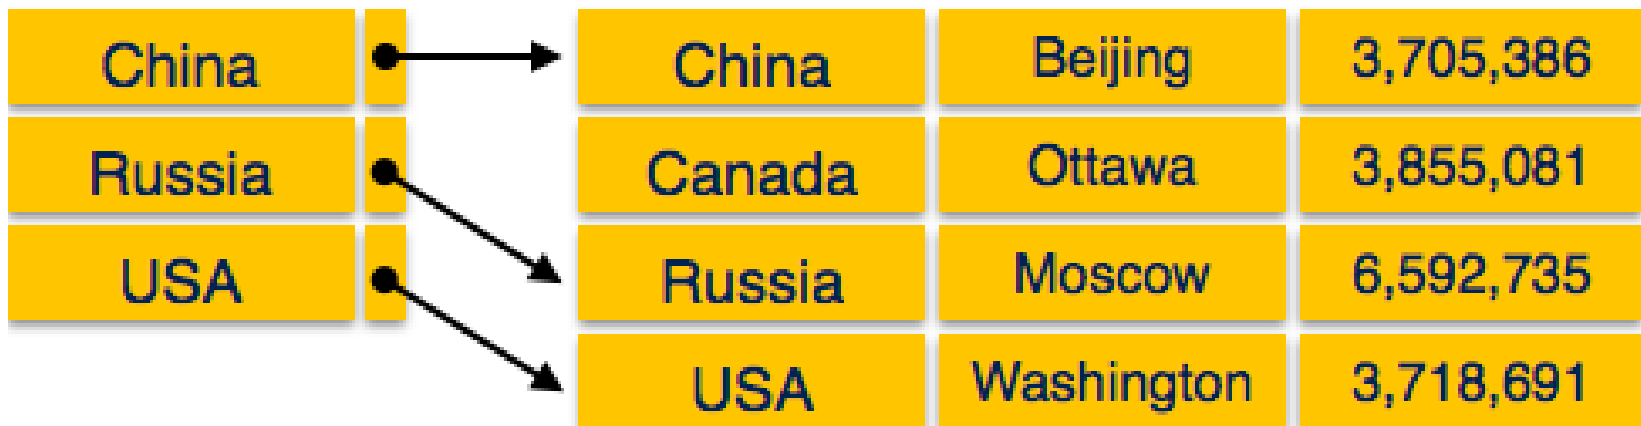 China China Beijing 3,705,386
Russia Canada Ottawa 3,855,081
USA Russia Moscow 6,592,735
USA Washington 3,718,691